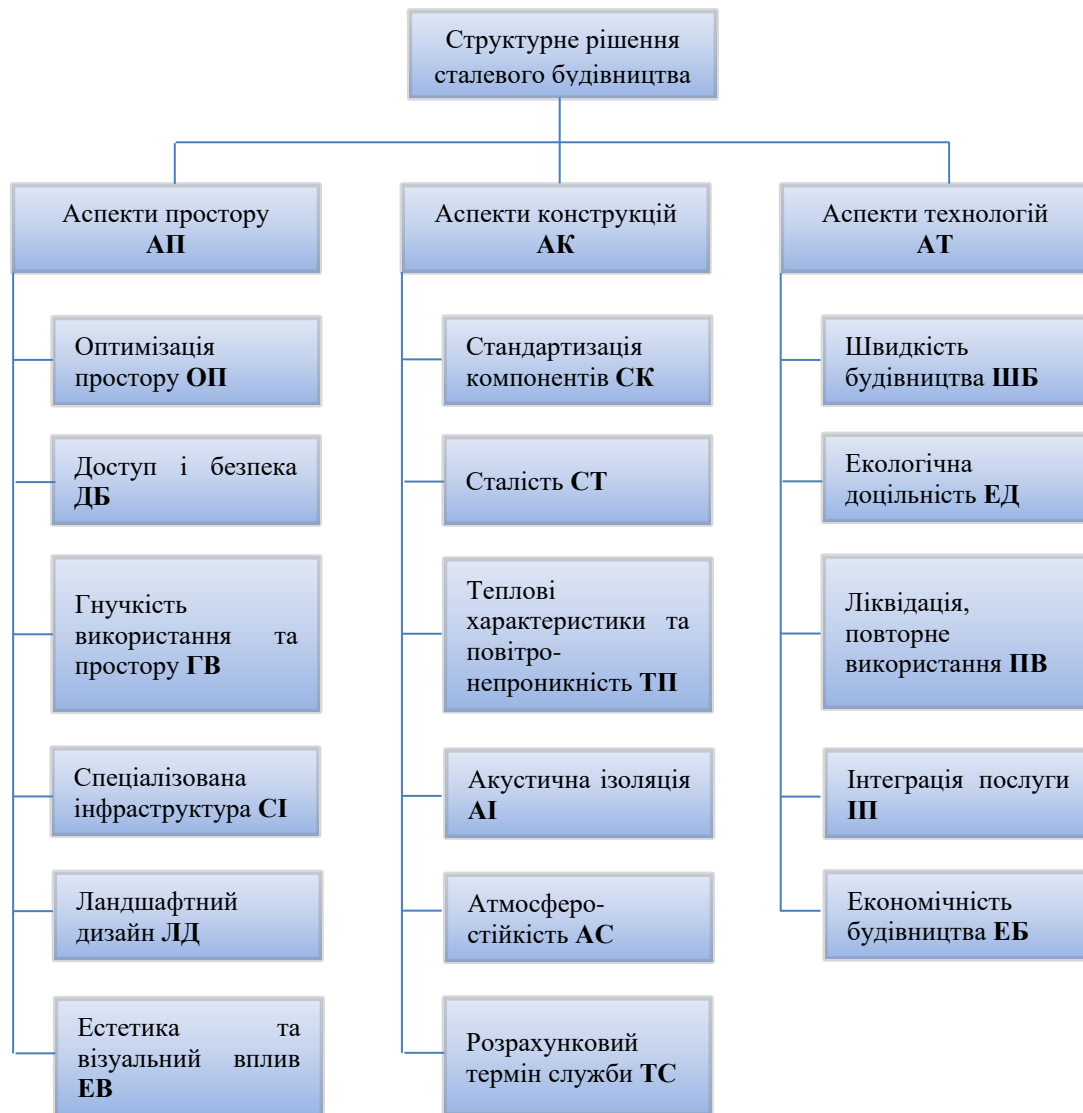 Структурне рішення
сталевого будівництва
Аспекти простору
АП
Аспекти конструкцій
АК
Аспекти технологій
АТ
Оптимізація
простору ОП
Доступ і безпека
ДБ
Гнучкість
використання та
простору ГВ
Спеціалізована
інфраструктура СІ
Ландшафтний
дизайн ЛД
Естетика та
візуальний вплив
ЕВ
Стандартизація
компонентів СК
Сталість СТ
Теплові
характеристики та
повітро-
непроникність ТП
Акустична ізоляція
АІ
Атмосферо-
стійкість АС
Розрахунковий
термін служби ТС
Швидкість
будівництва ШБ
Екологічна
доцільність ЕД
Ліквідація,
повторне
використання ПВ
Інтеграція послуги
ІП
Економічність
будівництва ЕБ